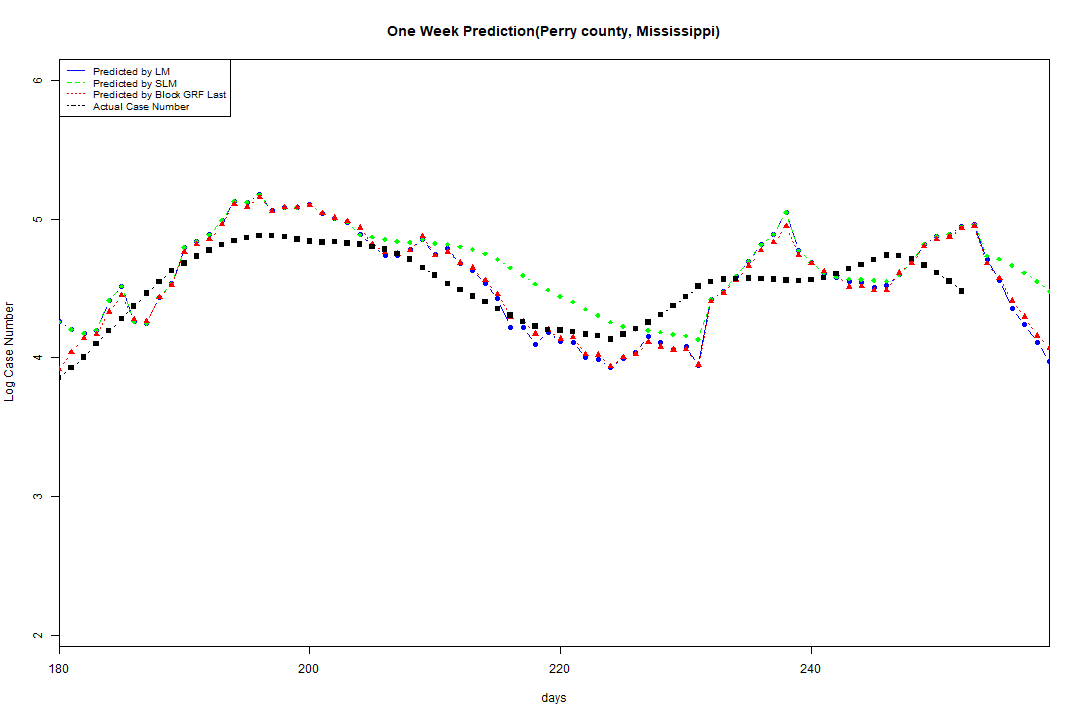 One Week Prediction(Perry county, Mississippi)
Predicted by LM
Predicted by SLM
Predicted by Block GRF Last
Actual Case Number
6
5
4
3
2
Log Case Number
180 200 220 240
days